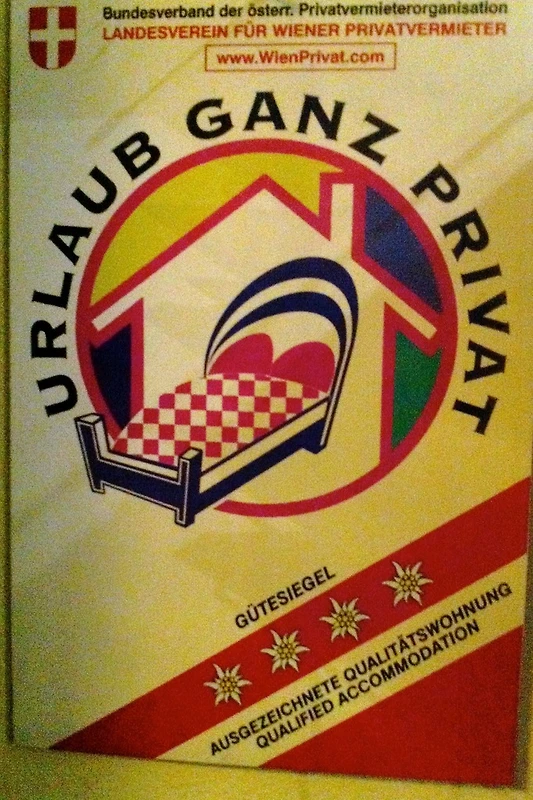 Bundesverband der österr. Privatvermieterorganisation
LANDESVEREIN FÜR WIENER PRIVATVERMIETER
www.WienPrivat.com
URLAUB GANZ PRIVAT
GÜTESIEGEL
AUSGEZEICHNETE QUALITÄTSWOHNUNG
QUALIFIED ACCOMMODATION